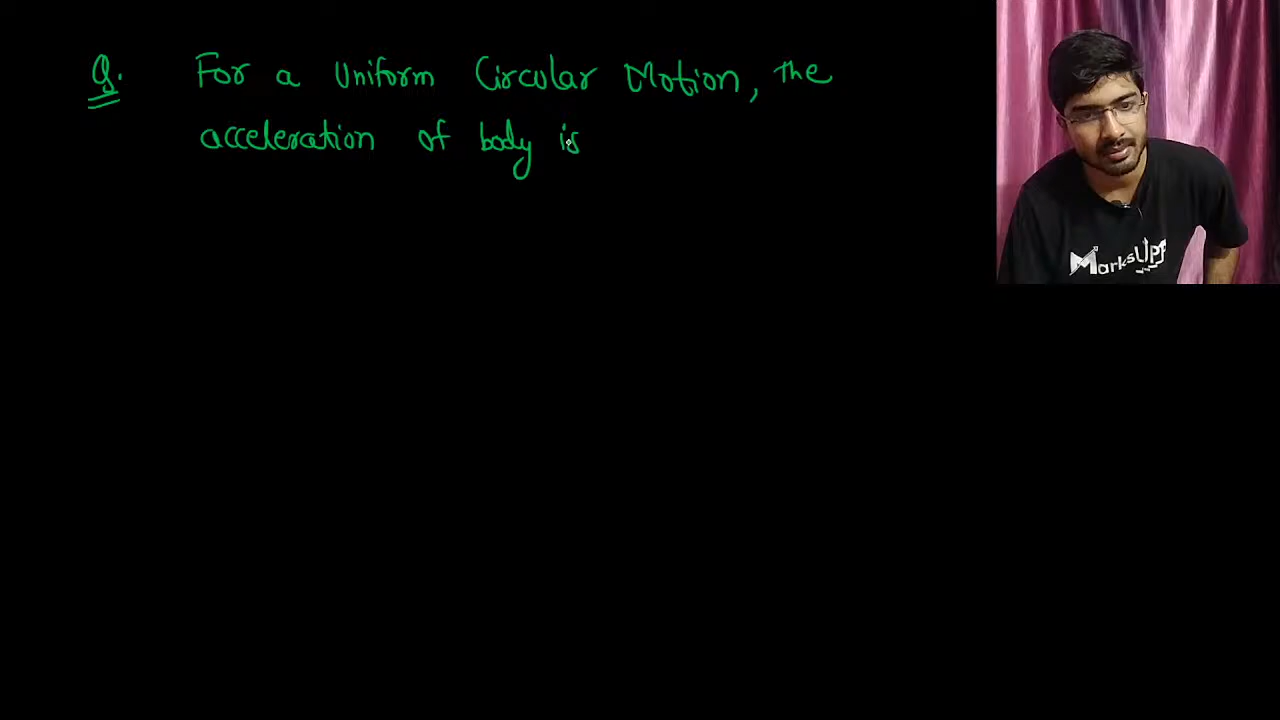 Q. For a Uniform Circular Motion, the
acceleration of body is
MarksUPP